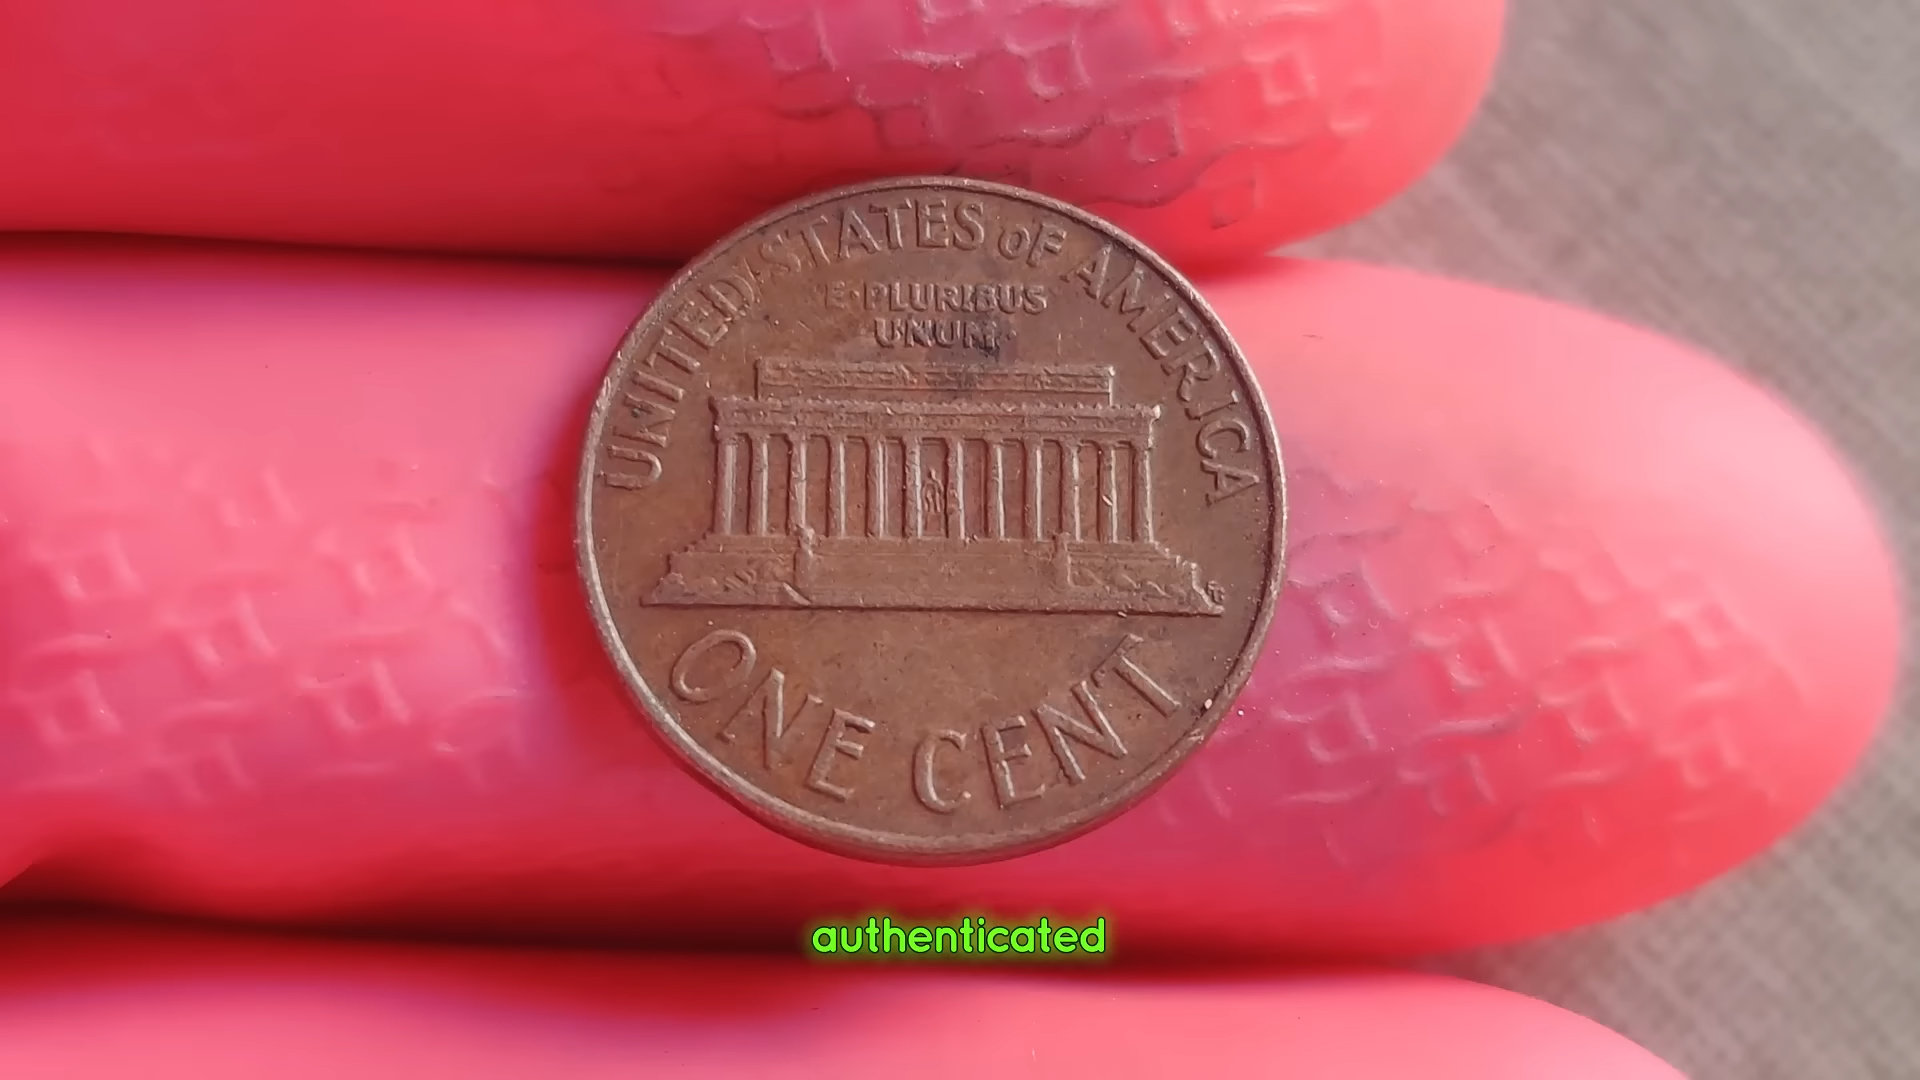 UNITED STATES oF AMERICA
E·PLURIBUS
UNUM
ONE CENT
authenticated